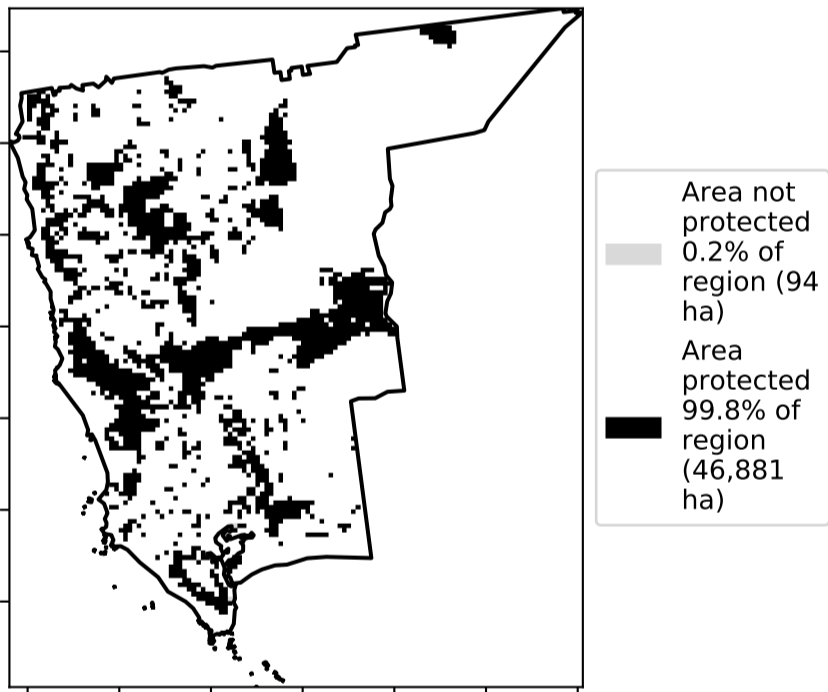 Area not
protected
0.2% of
region (94
ha)
Area
protected
99.8% of
region
(46,881
ha)